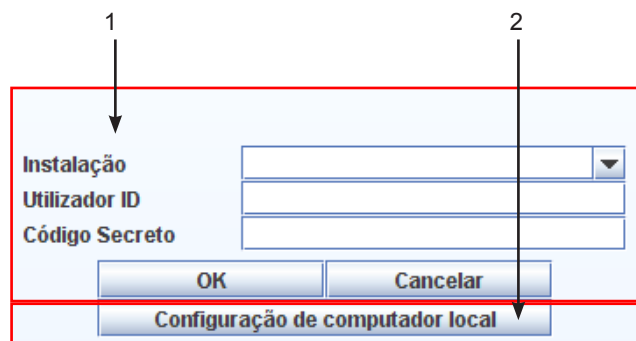 1 2
Instalação
Utilizador ID
Código Secreto
OK Cancelar
Configuração de computador local